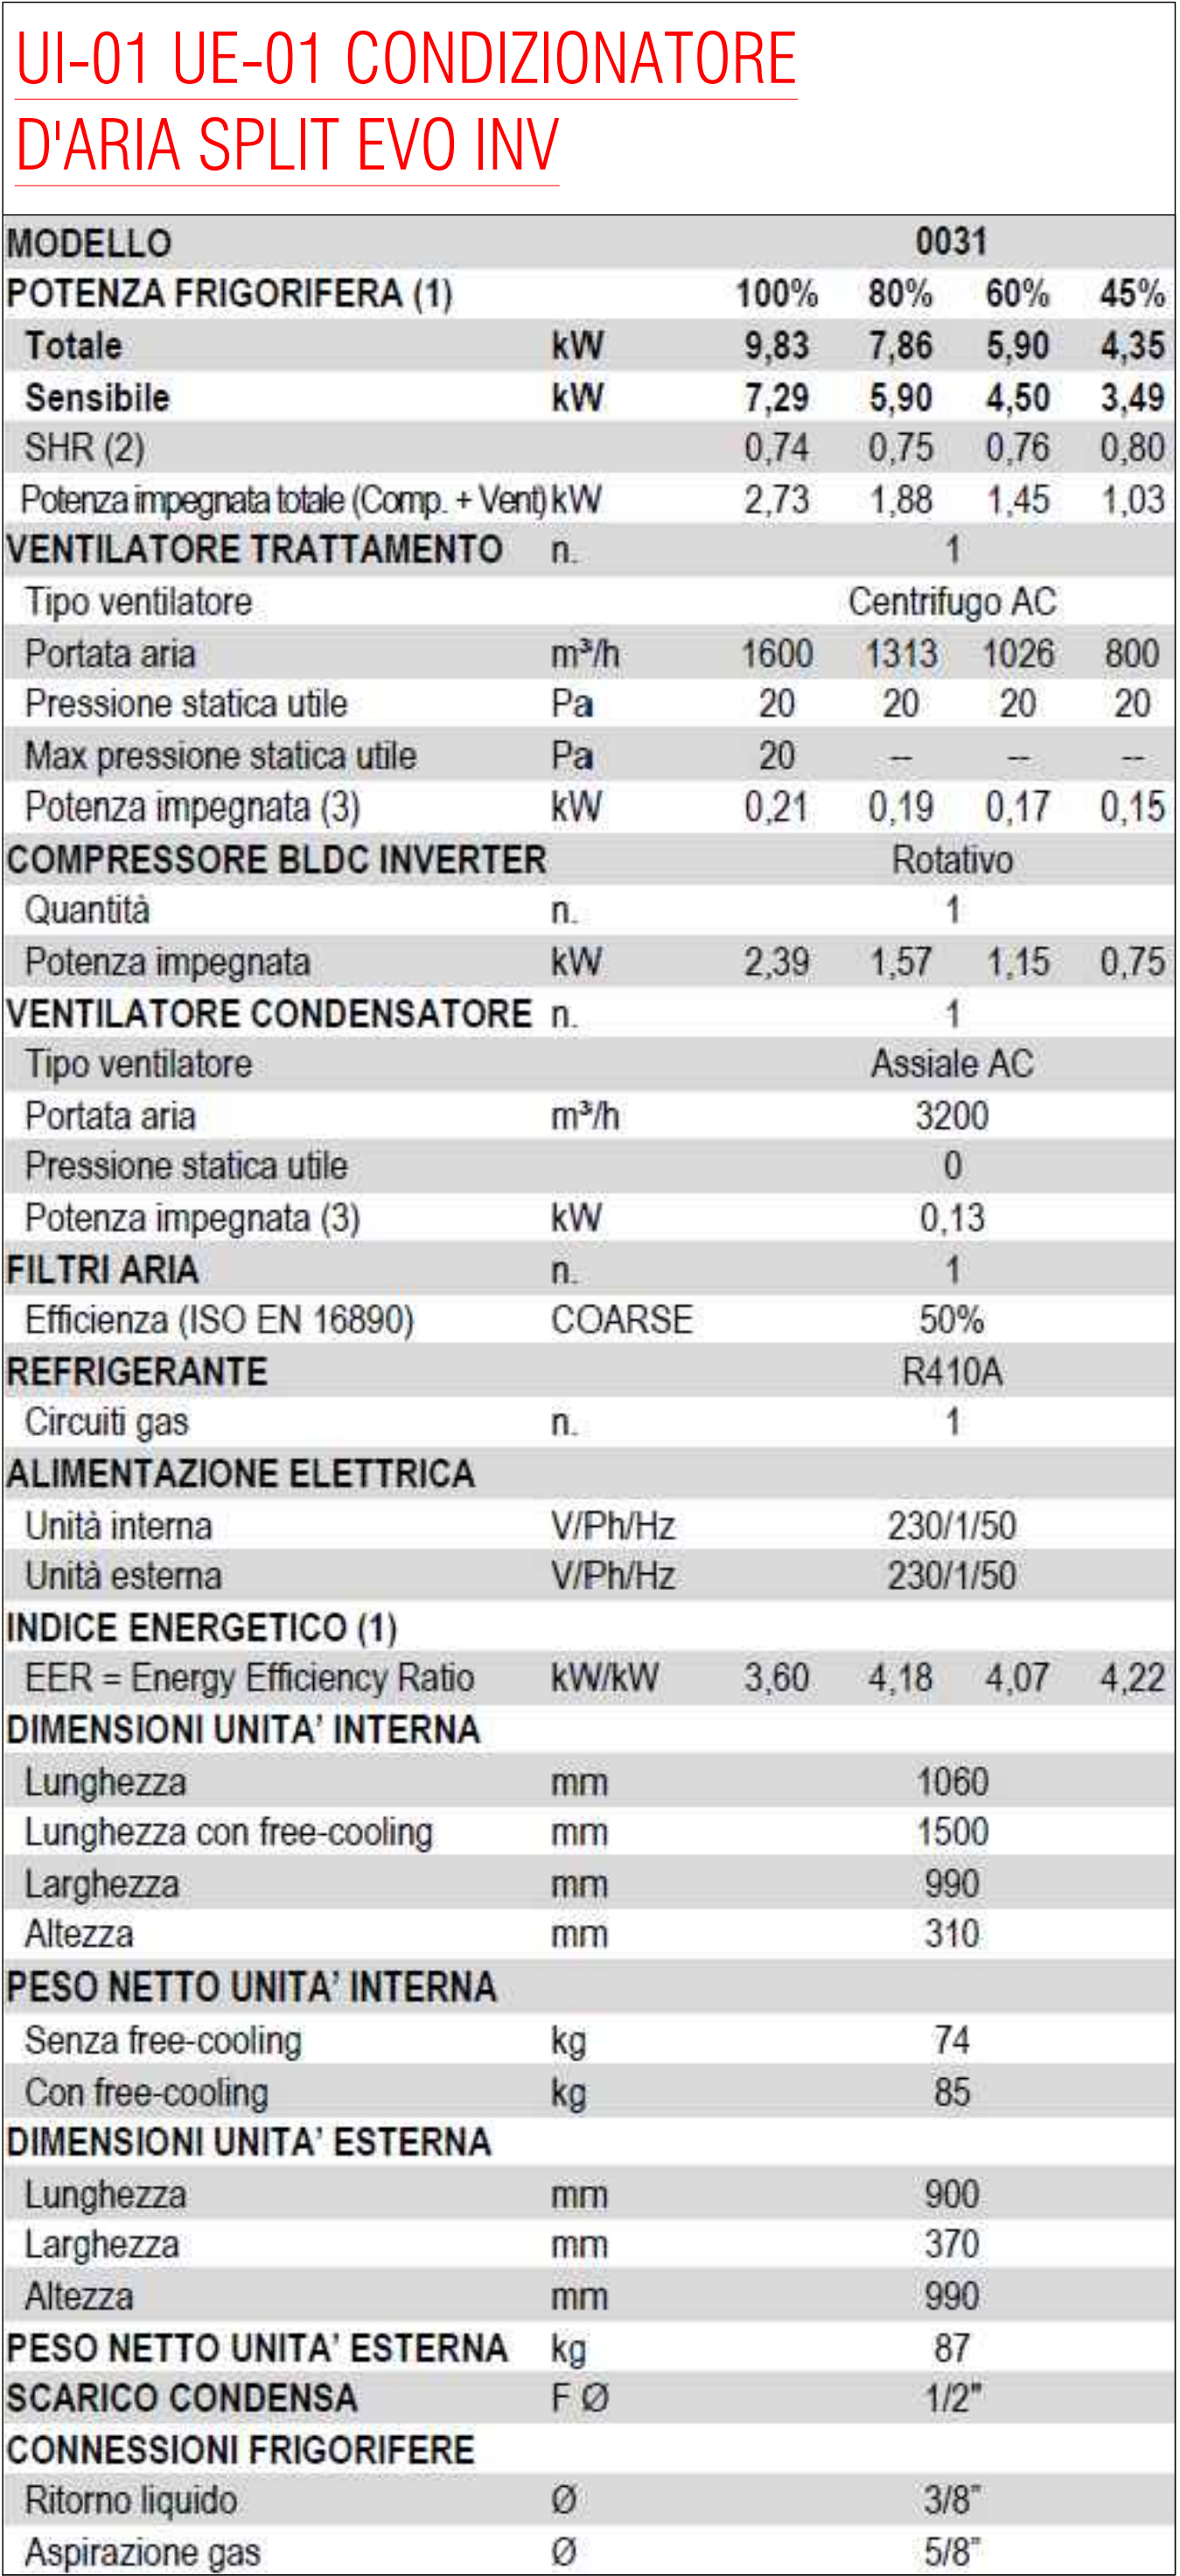 UI-01 UE-01 CONDIZIONATORE
D'ARIA SPLIT EVO INV
MODELLO 0031
POTENZA FRIGORIFERA (1) 100% 80% 60% 45%
Totale kW 9,83 7,86 5,90 4,35
Sensibile kW 7,29 5,90 4,50 3,49
SHR (2) 0,74 0,75 0,76 0,80
Potenza impegnata totale (Comp. + Vent) kW 2,73 1,88 1,45 1,03
VENTILATORE TRATTAMENTO n. 1
Tipo ventilatore Centrifugo AC
Portata aria m³/h 1600 1313 1026 800
Pressione statica utile Pa 20 20 20 20
Max pressione statica utile Pa 20 -- -- --
Potenza impegnata (3) kW 0,21 0,19 0,17 0,15
COMPRESSORE BLDC INVERTER Rotativo
Quantità n. 1
Potenza impegnata kW 2,39 1,57 1,15 0,75
VENTILATORE CONDENSATORE n. 1
Tipo ventilatore Assiale AC
Portata aria m³/h 3200
Pressione statica utile 0
Potenza impegnata (3) kW 0,13
FILTRI ARIA n. 1
Efficienza (ISO EN 16890) COARSE 50%
REFRIGERANTE R410A
Circuiti gas n. 1
ALIMENTAZIONE ELETTRICA
Unità interna V/Ph/Hz 230/1/50
Unità esterna V/Ph/Hz 230/1/50
INDICE ENERGETICO (1)
EER = Energy Efficiency Ratio kW/kW 3,60 4,18 4,07 4,22
DIMENSIONI UNITA' INTERNA
Lunghezza mm 1060
Lunghezza con free-cooling mm 1500
Larghezza mm 990
Altezza mm 310
PESO NETTO UNITA' INTERNA
Senza free-cooling kg 74
Con free-cooling kg 85
DIMENSIONI UNITA' ESTERNA
Lunghezza mm 900
Larghezza mm 370
Altezza mm 990
PESO NETTO UNITA' ESTERNA kg 87
SCARICO CONDENSA F Ø 1/2"
CONNESSIONI FRIGORIFERE
Ritorno liquido Ø 3/8"
Aspirazione gas Ø 5/8"